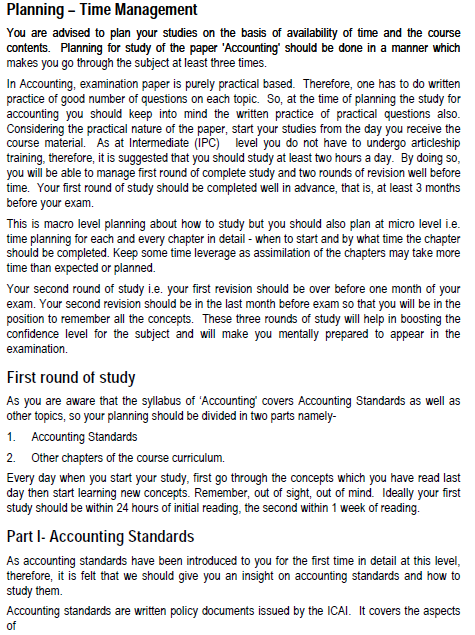 Planning – Time Management
You are advised to plan your studies on the basis of availability of time and the course
contents. Planning for study of the paper 'Accounting' should be done in a manner which
makes you go through the subject at least three times.
In Accounting, examination paper is purely practical based. Therefore, one has to do written
practice of good number of questions on each topic. So, at the time of planning the study for
accounting you should keep into mind the written practice of practical questions also.
Considering the practical nature of the paper, start your studies from the day you receive the
course material. As at Intermediate (IPC) level you do not have to undergo articleship
training, therefore, it is suggested that you should study at least two hours a day. By doing so,
you will be able to manage first round of complete study and two rounds of revision well before
time. Your first round of study should be completed well in advance, that is, at least 3 months
before your exam.
This is macro level planning about how to study but you should also plan at micro level i.e.
time planning for each and every chapter in detail - when to start and by what time the chapter
should be completed. Keep some time leverage as assimilation of the chapters may take more
time than expected or planned.
Your second round of study i.e. your first revision should be over before one month of your
exam. Your second revision should be in the last month before exam so that you will be in the
position to remember all the concepts. These three rounds of study will help in boosting the
confidence level for the subject and will make you mentally prepared to appear in the
examination.
First round of study
As you are aware that the syllabus of 'Accounting' covers Accounting Standards as well as
other topics, so your planning should be divided in two parts namely-
1. Accounting Standards
2. Other chapters of the course curriculum.
Every day when you start your study, first go through the concepts which you have read last
day then start learning new concepts. Remember, out of sight, out of mind. Ideally your first
study should be within 24 hours of initial reading, the second within 1 week of reading.
Part I- Accounting Standards
As accounting standards have been introduced to you for the first time in detail at this level,
therefore, it is felt that we should give you an insight on accounting standards and how to
study them.
Accounting standards are written policy documents issued by the ICAI. It covers the aspects
of